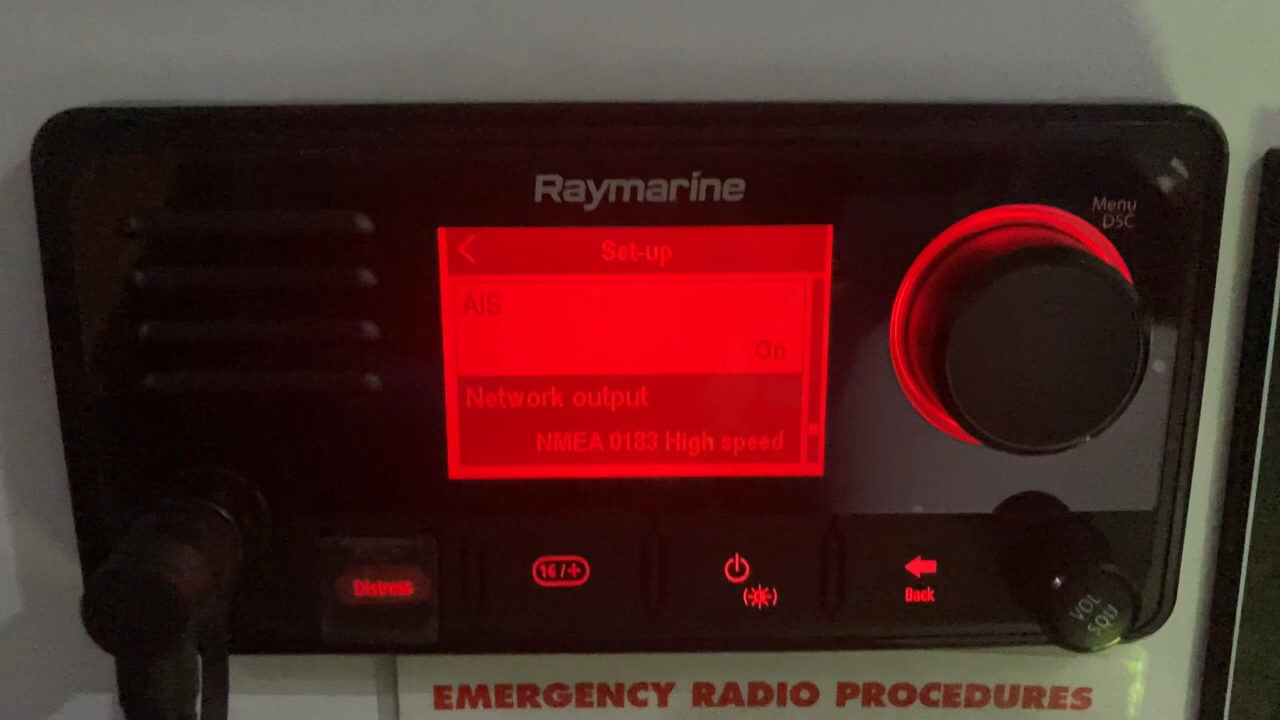 Raymarine
Menu
DSC
Set-up
AIS
On
Network output
NMEA 0183 High speed
Distress
16/+
Back
VOL
SQU
EMERGENCY RADIO PROCEDURES